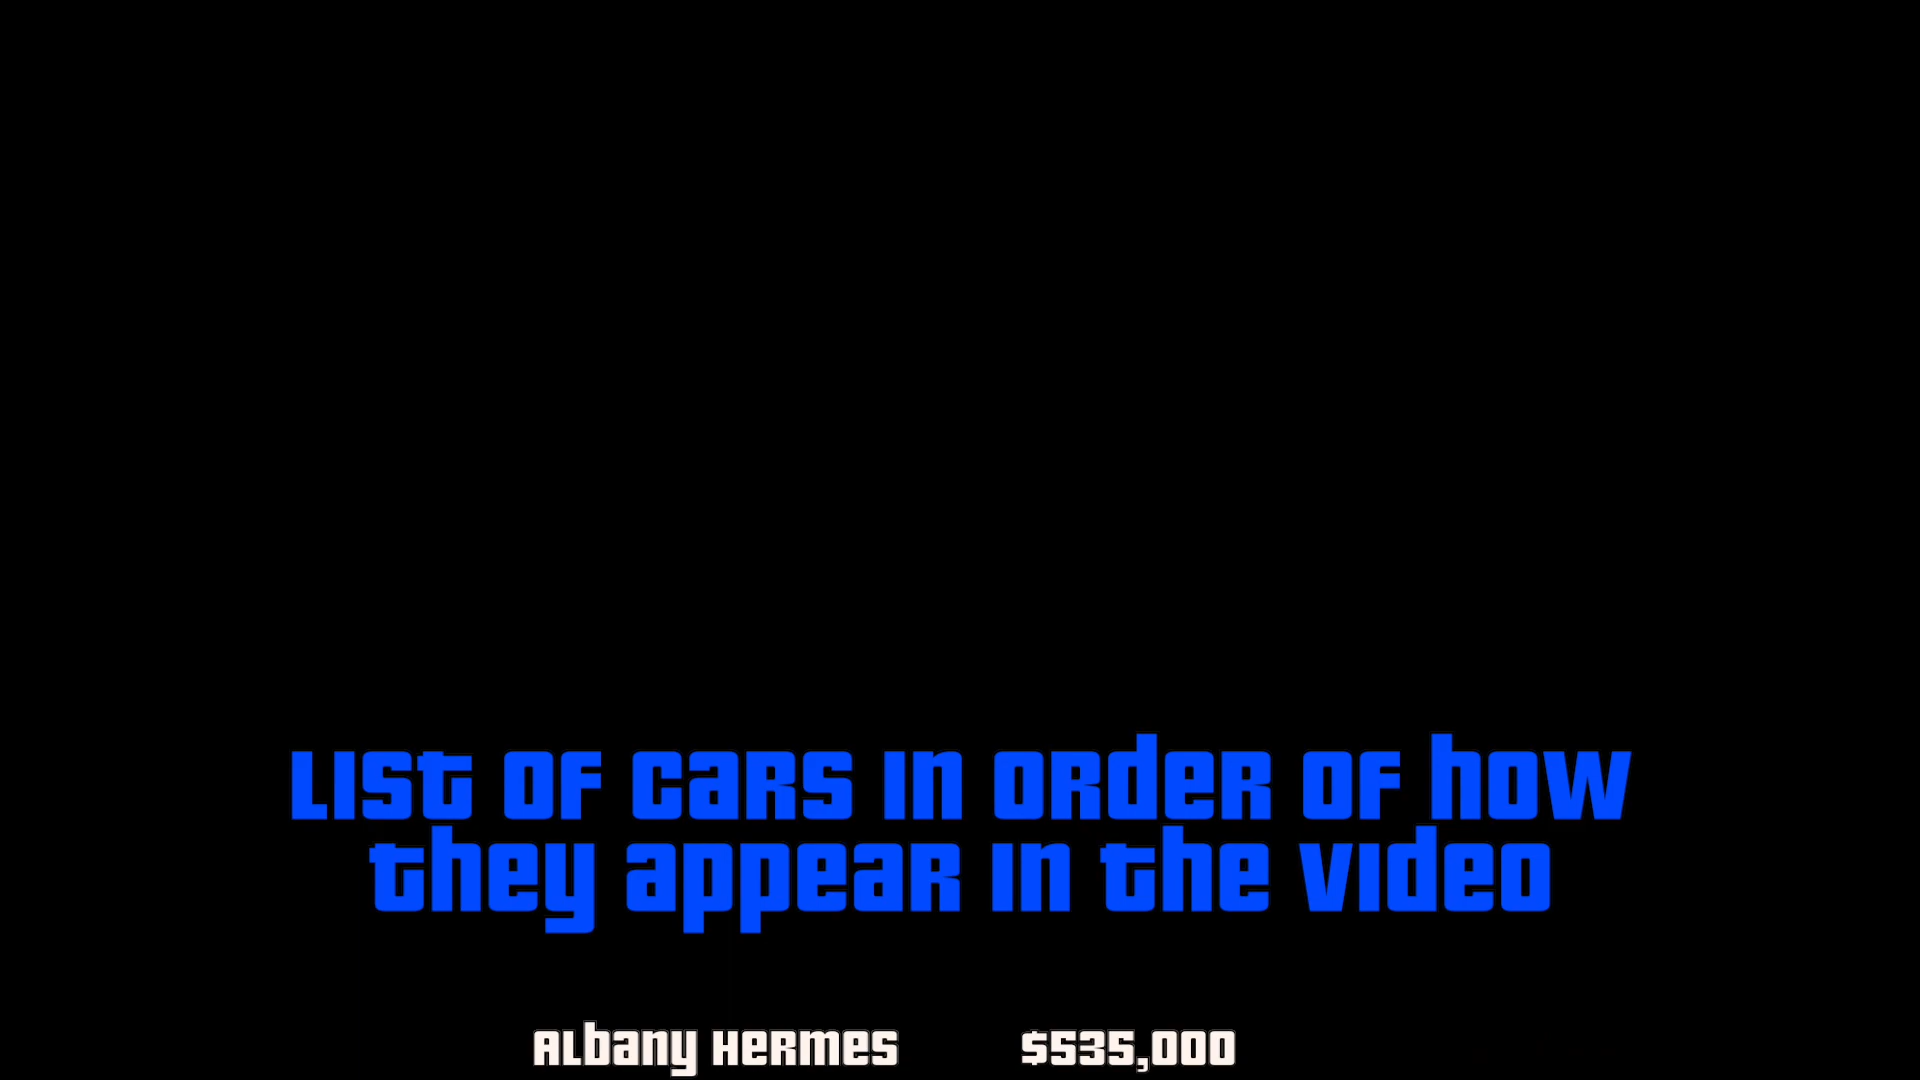 List of cars in order of how
they appear in the video
Albany Hermes $535,000